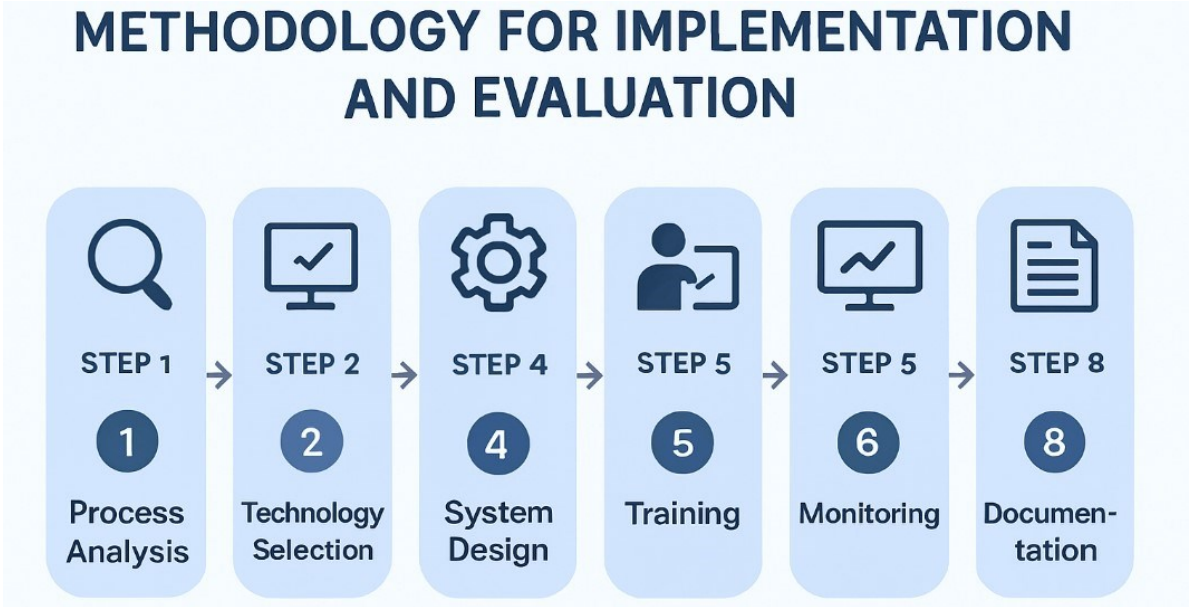 METHODOLOGY FOR IMPLEMENTATION
AND EVALUATION
STEP 1
1
Process
Analysis
STEP 2
2
Technology
Selection
STEP 4
4
System
Design
STEP 5
5
Training
STEP 5
6
Monitoring
STEP 8
8
Documen-
tation